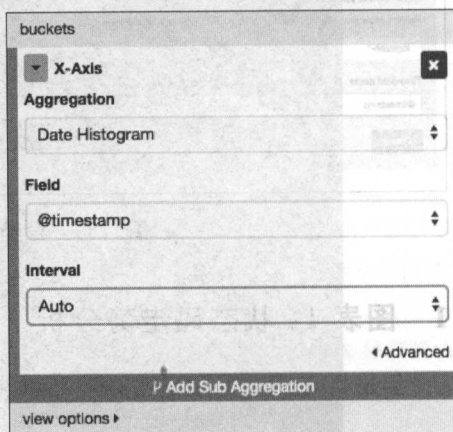 buckets
X-Axis
Aggregation
Date Histogram
Field
@timestamp
Interval
Auto
Advanced
Add Sub Aggregation
view options